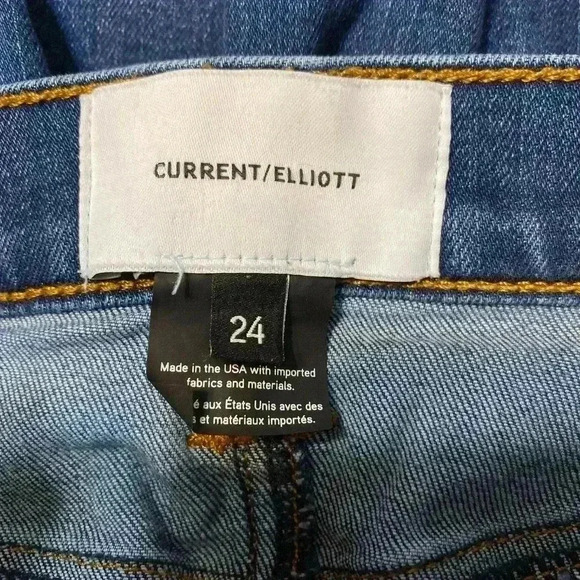 CURRENT/ELLIOTT
24
Made in the USA with imported
fabrics and materials.
aux États Unis avec des
et matériaux importés.